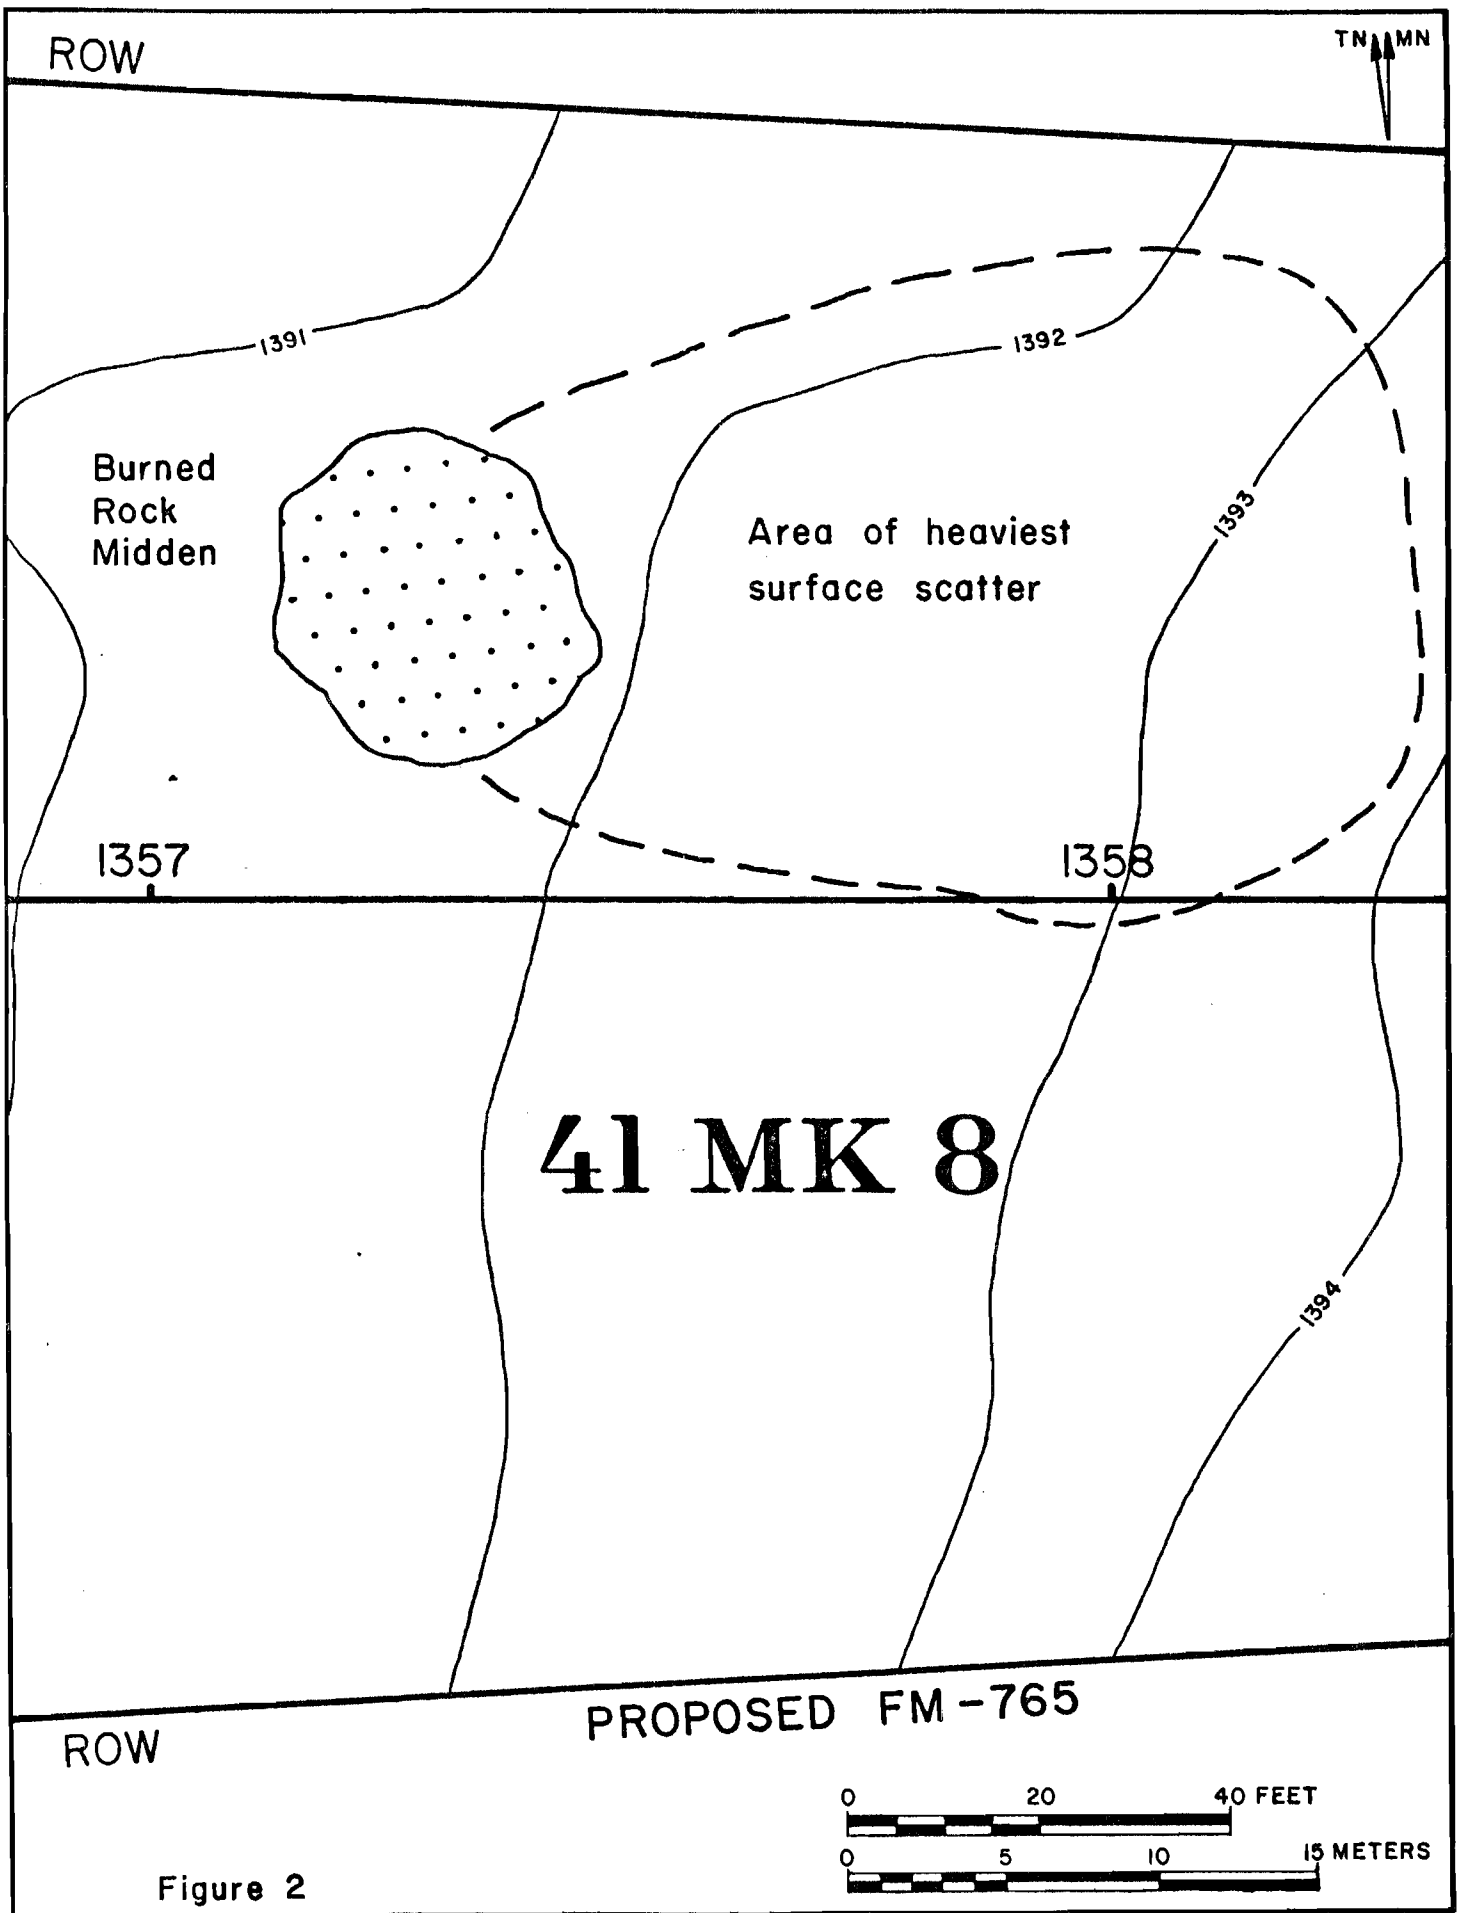 ROW
TN MN
1391
1392
Burned
Rock
Midden
Area of heaviest
surface scatter
1393
1357
1358
41 MK 8
1394
PROPOSED FM-765
ROW
0 20 40 FEET
0 5 10 15 METERS
Figure 2